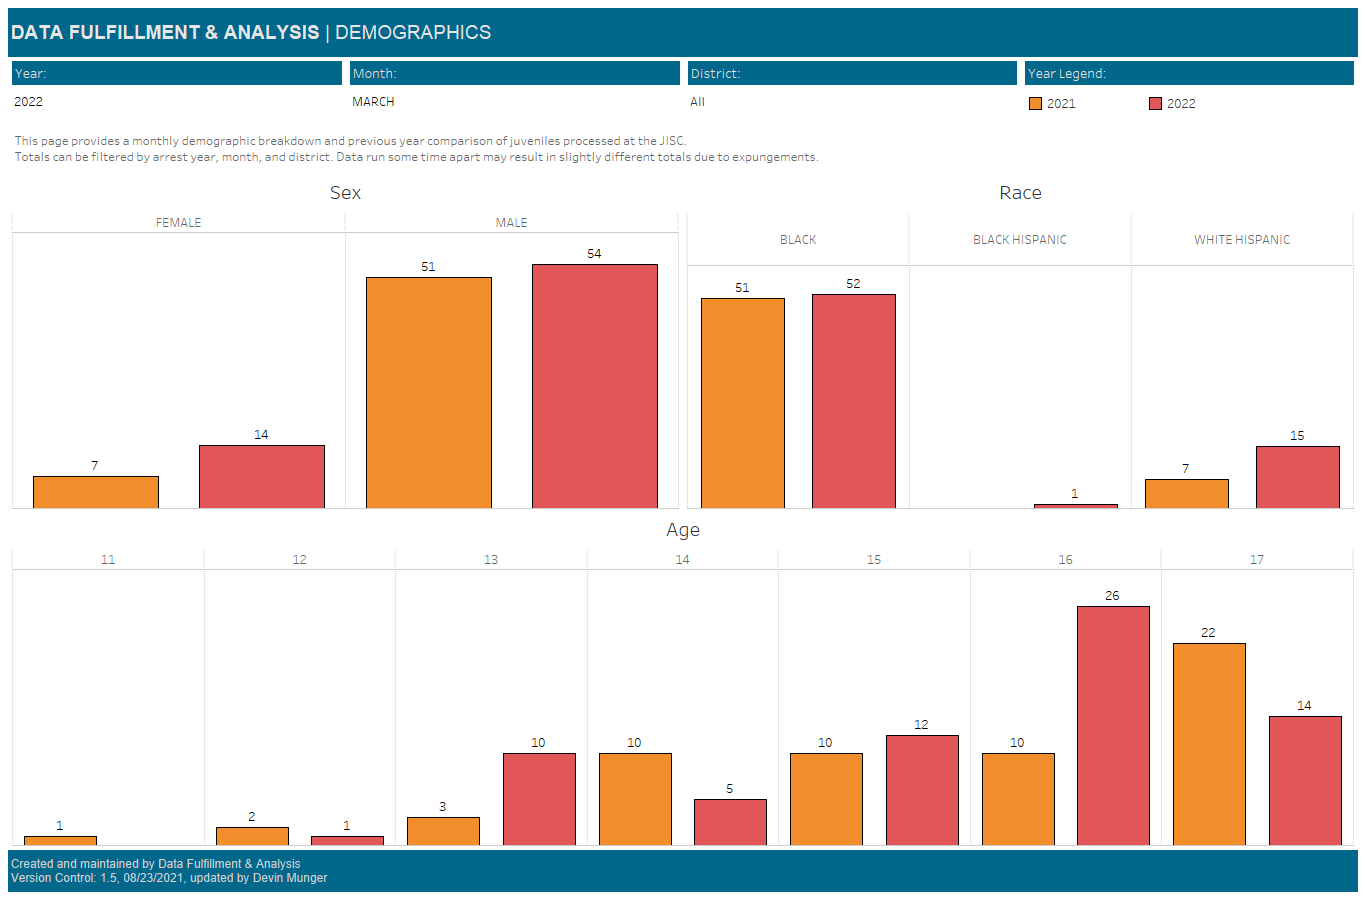 DATA FULFILLMENT & ANALYSIS | DEMOGRAPHICS
Year: Month: District: Year Legend:
2022 MARCH All 2021 2022
This page provides a monthly demographic breakdown and previous year comparison of juveniles processed at the JISC.
Totals can be filtered by arrest year, month, and district. Data run some time apart may result in slightly different totals due to expungements.
Sex
FEMALE MALE
7 14 51 54
Race
BLACK BLACK HISPANIC WHITE HISPANIC
51 52 1 7 15
Age
11 12 13 14 15 16 17
1 2 1 3 10 10 5 10 12 10 26 22 14
Created and maintained by Data Fulfillment & Analysis
Version Control: 1.5, 08/23/2021, updated by Devin Munger